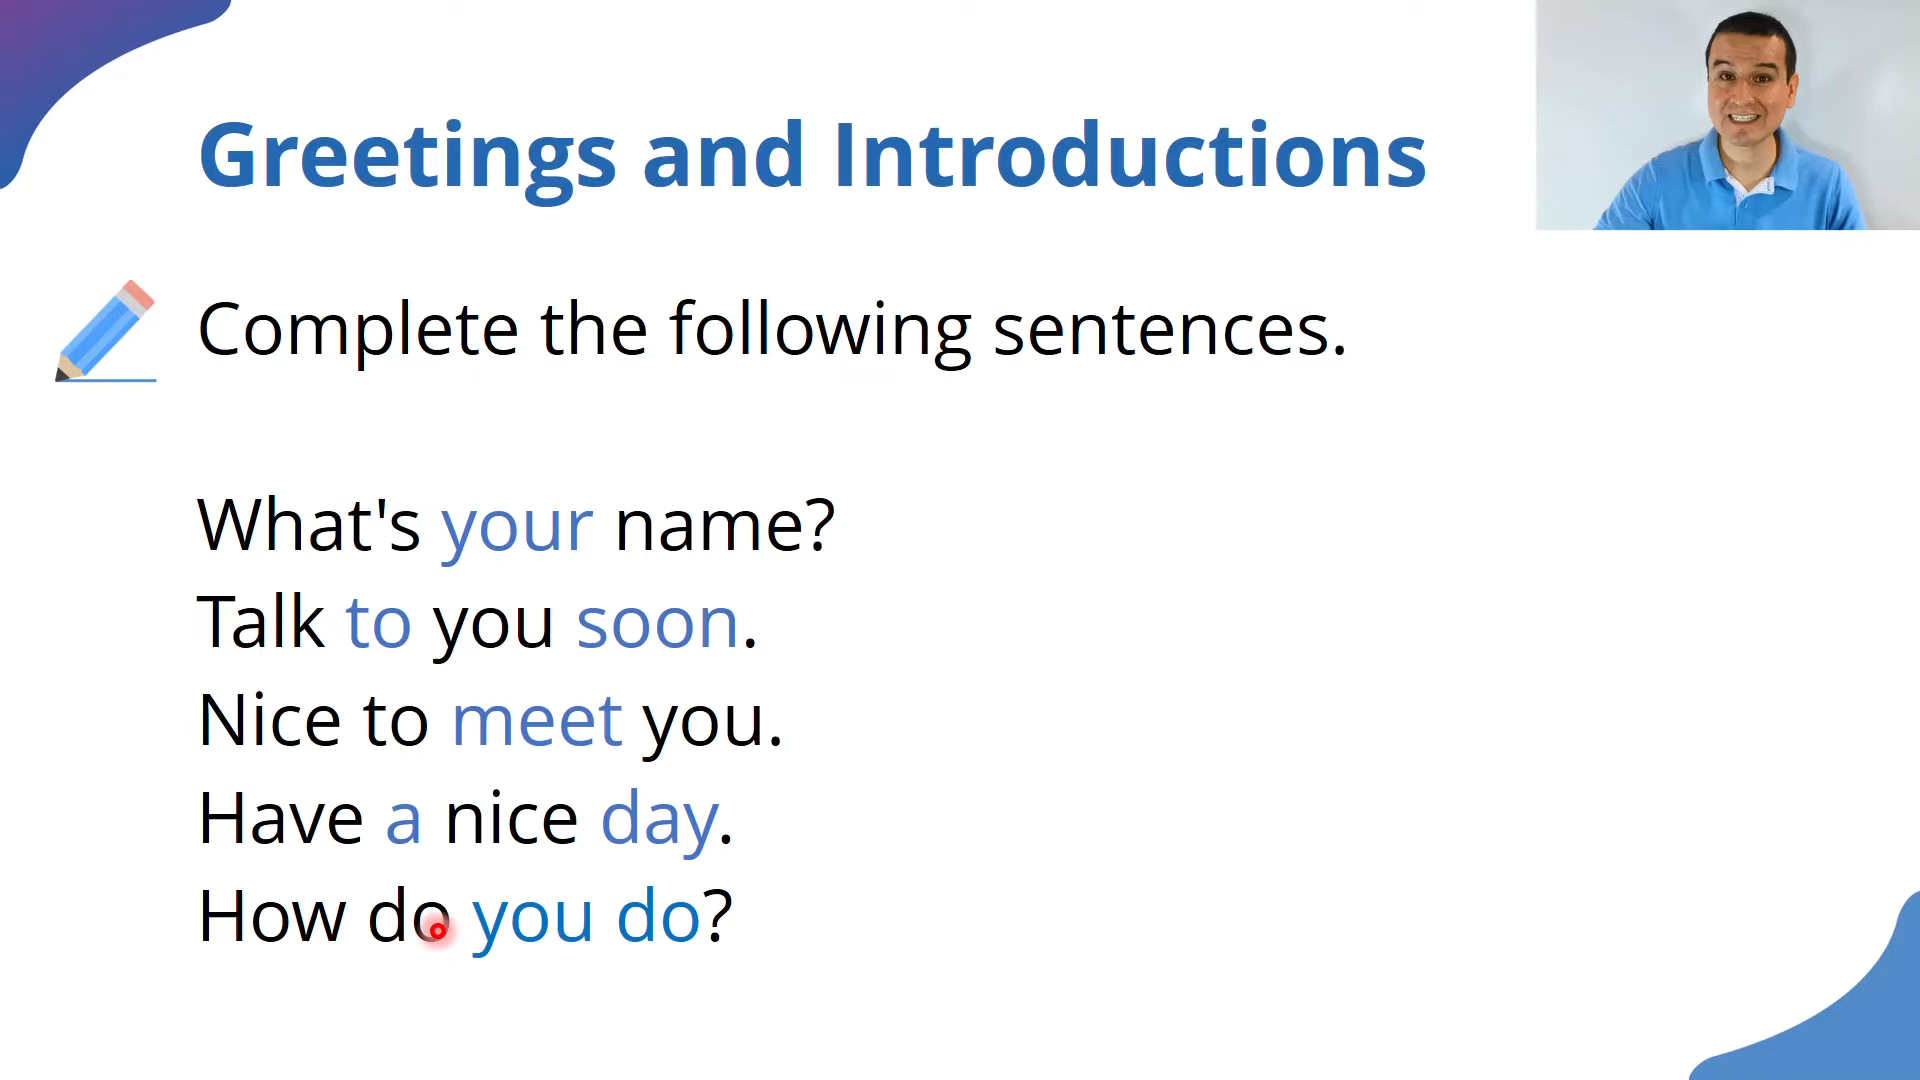 Greetings and Introductions
Complete the following sentences.
What's your name?
Talk to you soon.
Nice to meet you.
Have a nice day.
How do you do?